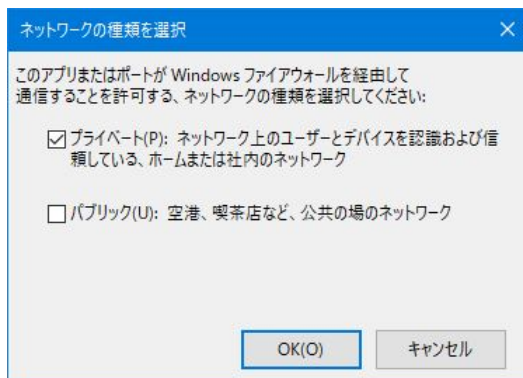 ネットワークの種類を選択
このアプリまたはポートが Windows ファイアウォールを経由して
通信することを許可する、ネットワークの種類を選択してください:
プライベート(P): ネットワーク上のユーザーとデバイスを認識および信
頼している、ホームまたは社内のネットワーク
パブリック(U): 空港、喫茶店など、公共の場のネットワーク
OK(O) キャンセル